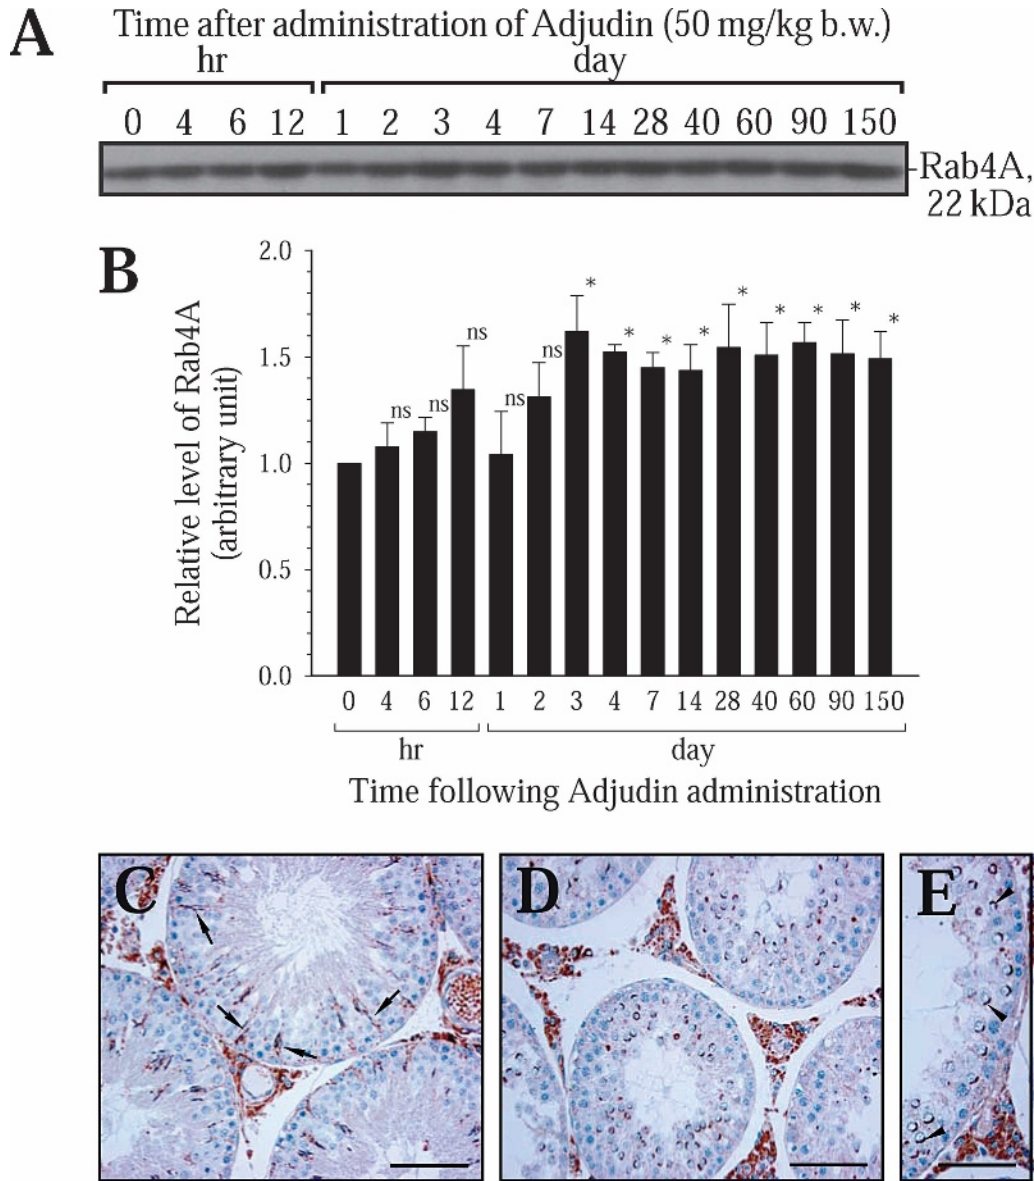 A
Time after administration of Adjudin (50 mg/kg b.w.)
hr day
0 4 6 12 1 2 3 4 7 14 28 40 60 90 150
Rab4A,
22 kDa
B
Relative level of Rab4A
(arbitrary unit)
2.0
1.5
1.0
0.5
0.0
ns ns ns ns ns * * * * * * * * *
0 4 6 12 1 2 3 4 7 14 28 40 60 90 150
hr day
Time following Adjudin administration
C D E